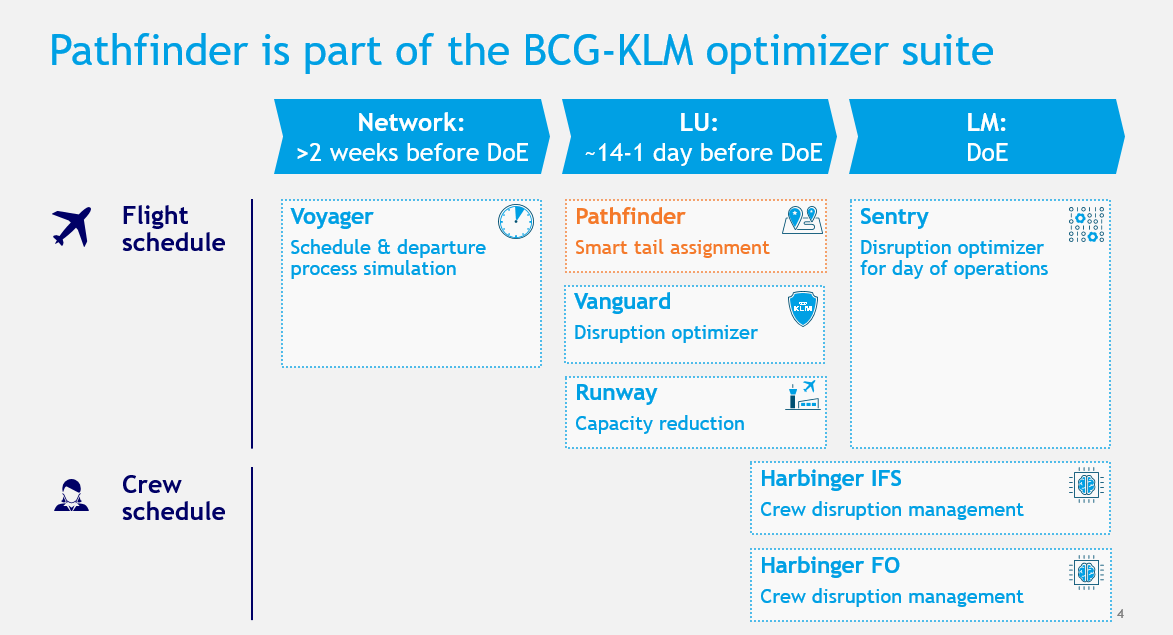 Pathfinder is part of the BCG-KLM optimizer suite
Network:
>2 weeks before DoE
LU:
~14-1 day before DoE
LM:
DoE
Flight
schedule
Voyager
Schedule & departure
process simulation
Pathfinder
Smart tail assignment
Vanguard
Disruption optimizer
KLM
Runway
Capacity reduction
Sentry
Disruption optimizer
for day of operations
Crew
schedule
Harbinger IFS
Crew disruption management
Harbinger FO
Crew disruption management
4